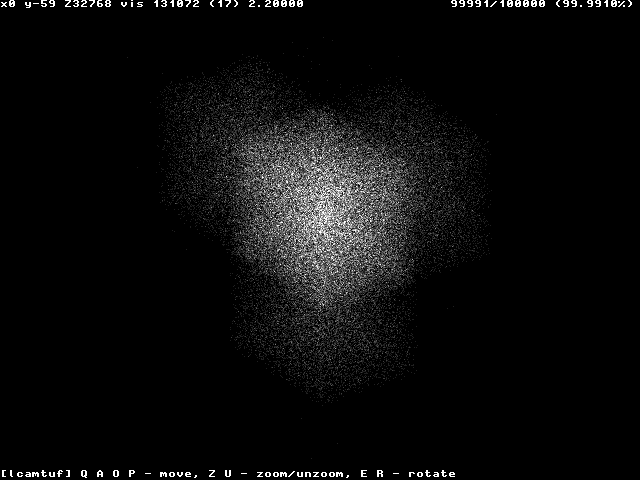 x0 y-59 Z32768 vis 131072 (17) 2.20000 99991/100000 (99.9910%)
[lcamtuf] Q A O P - move, Z U - zoom/unzoom, E R - rotate